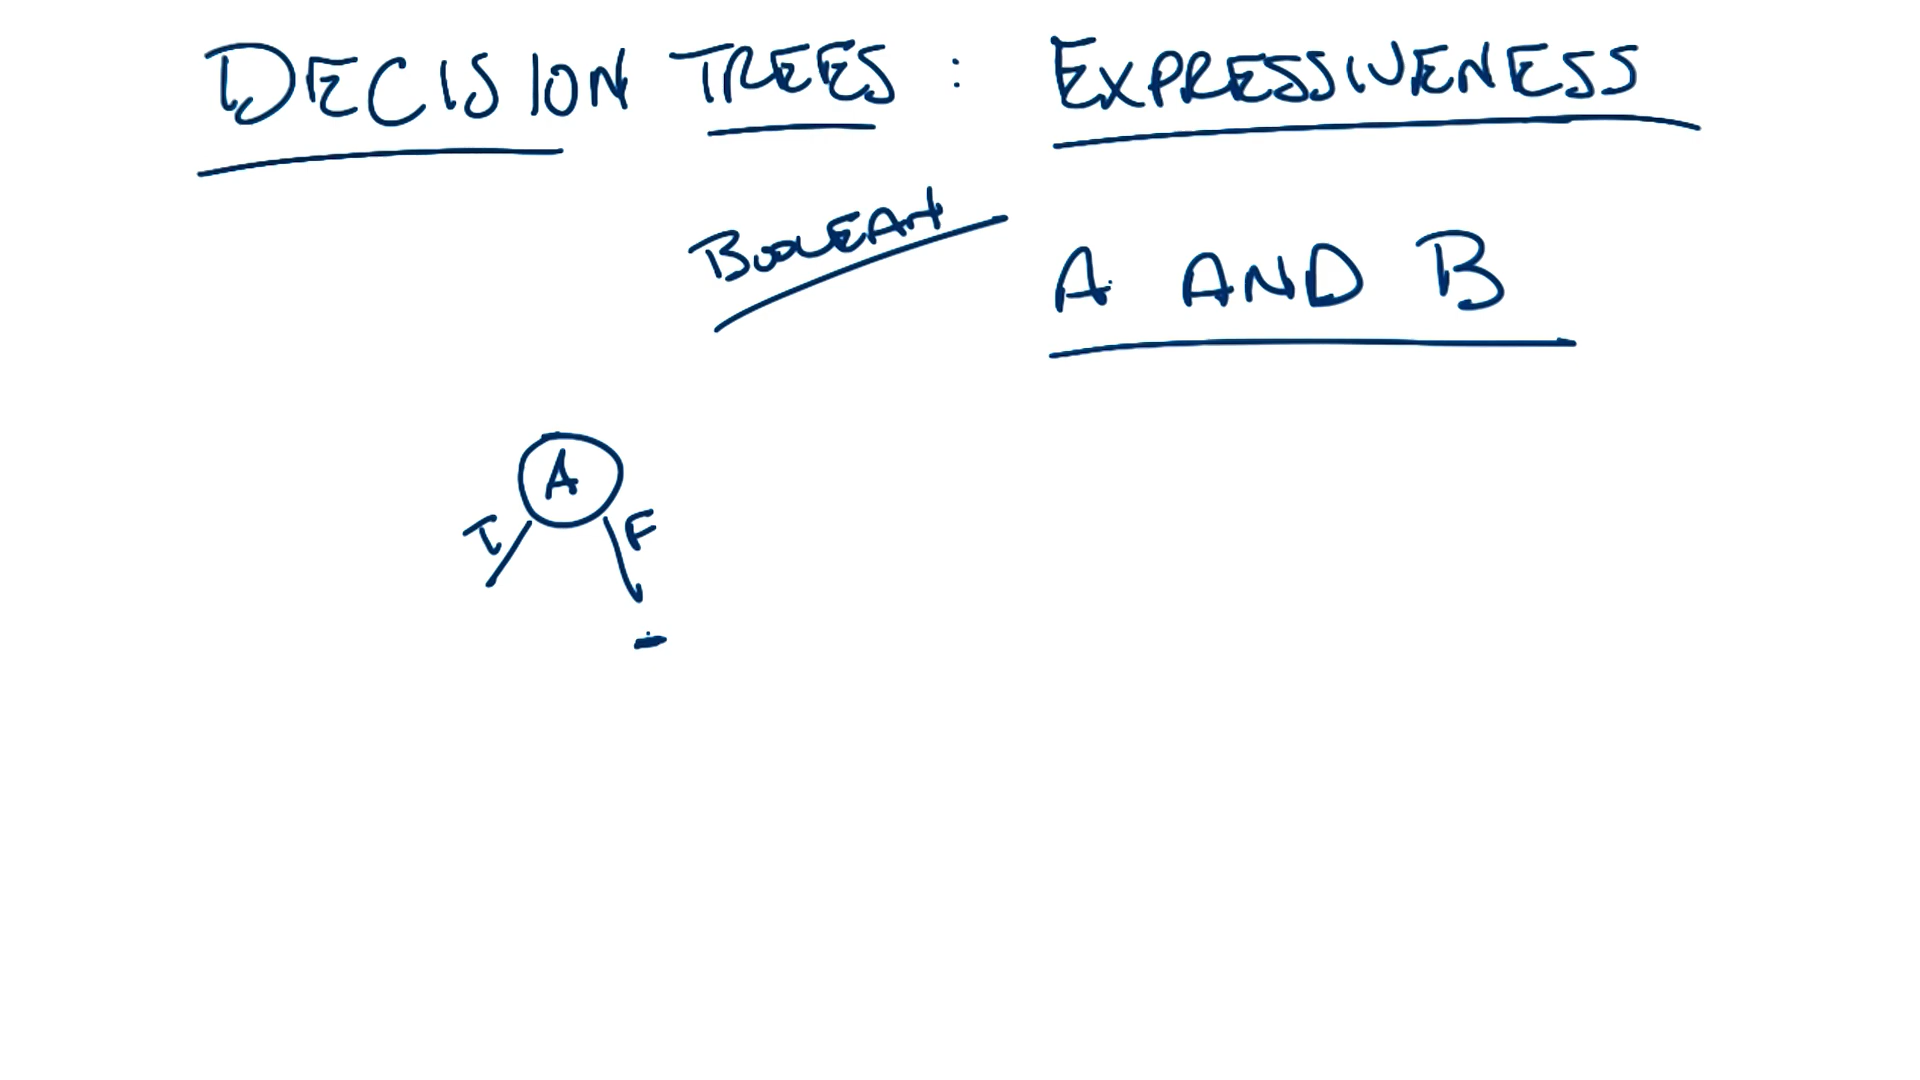 DECISION TREES : EXPRESSIVENESS
BOOLEAN
A AND B
A
T F
-